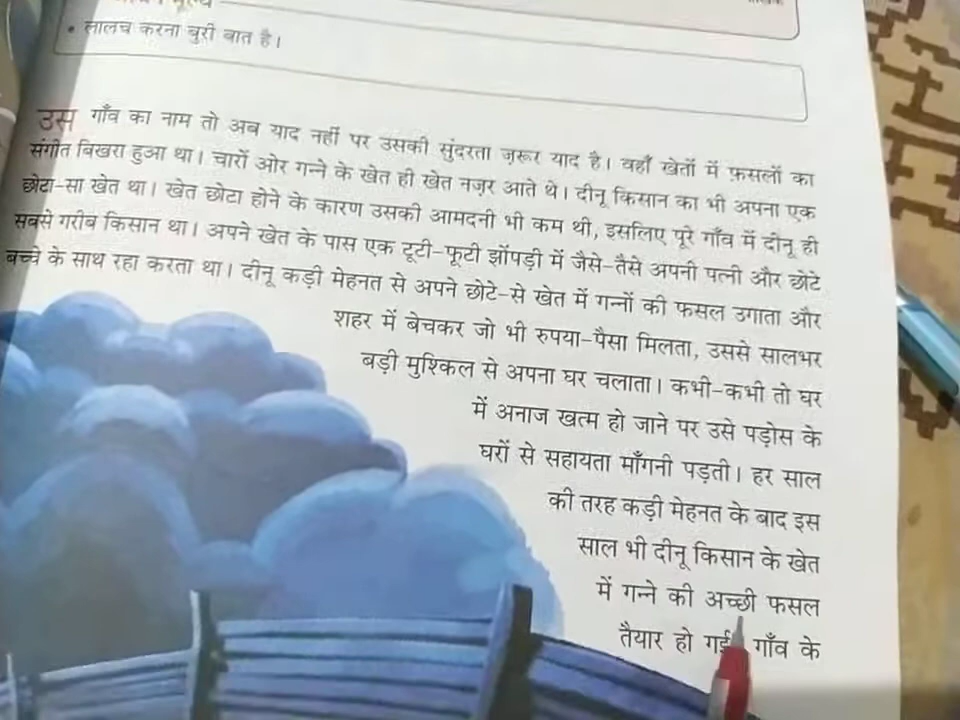 • लालच करना बुरी बात है।
उस गाँव का नाम तो अब याद नहीं पर उसकी सुंदरता ज़रूर याद है। वहाँ खेतों में फ़सलों का
संगीत बिखरा हुआ था। चारों ओर गन्ने के खेत ही खेत नज़र आते थे। दीनू किसान का भी अपना एक
छोटा-सा खेत था। खेत छोटा होने के कारण उसकी आमदनी भी कम थी, इसलिए पूरे गाँव में दीनू ही
सबसे गरीब किसान था। अपने खेत के पास एक टूटी-फूटी झोंपड़ी में जैसे-तैसे अपनी पत्नी और छोटे
बच्चे के साथ रहा करता था। दीनू कड़ी मेहनत से अपने छोटे-से खेत में गन्नों की फसल उगाता और
शहर में बेचकर जो भी रुपया-पैसा मिलता, उससे सालभर
बड़ी मुश्किल से अपना घर चलाता। कभी-कभी तो घर
में अनाज खत्म हो जाने पर उसे पड़ोस के
घरों से सहायता माँगनी पड़ती। हर साल
की तरह कड़ी मेहनत के बाद इस
साल भी दीनू किसान के खेत
में गन्ने की अच्छी फसल
तैयार हो गई गाँव के